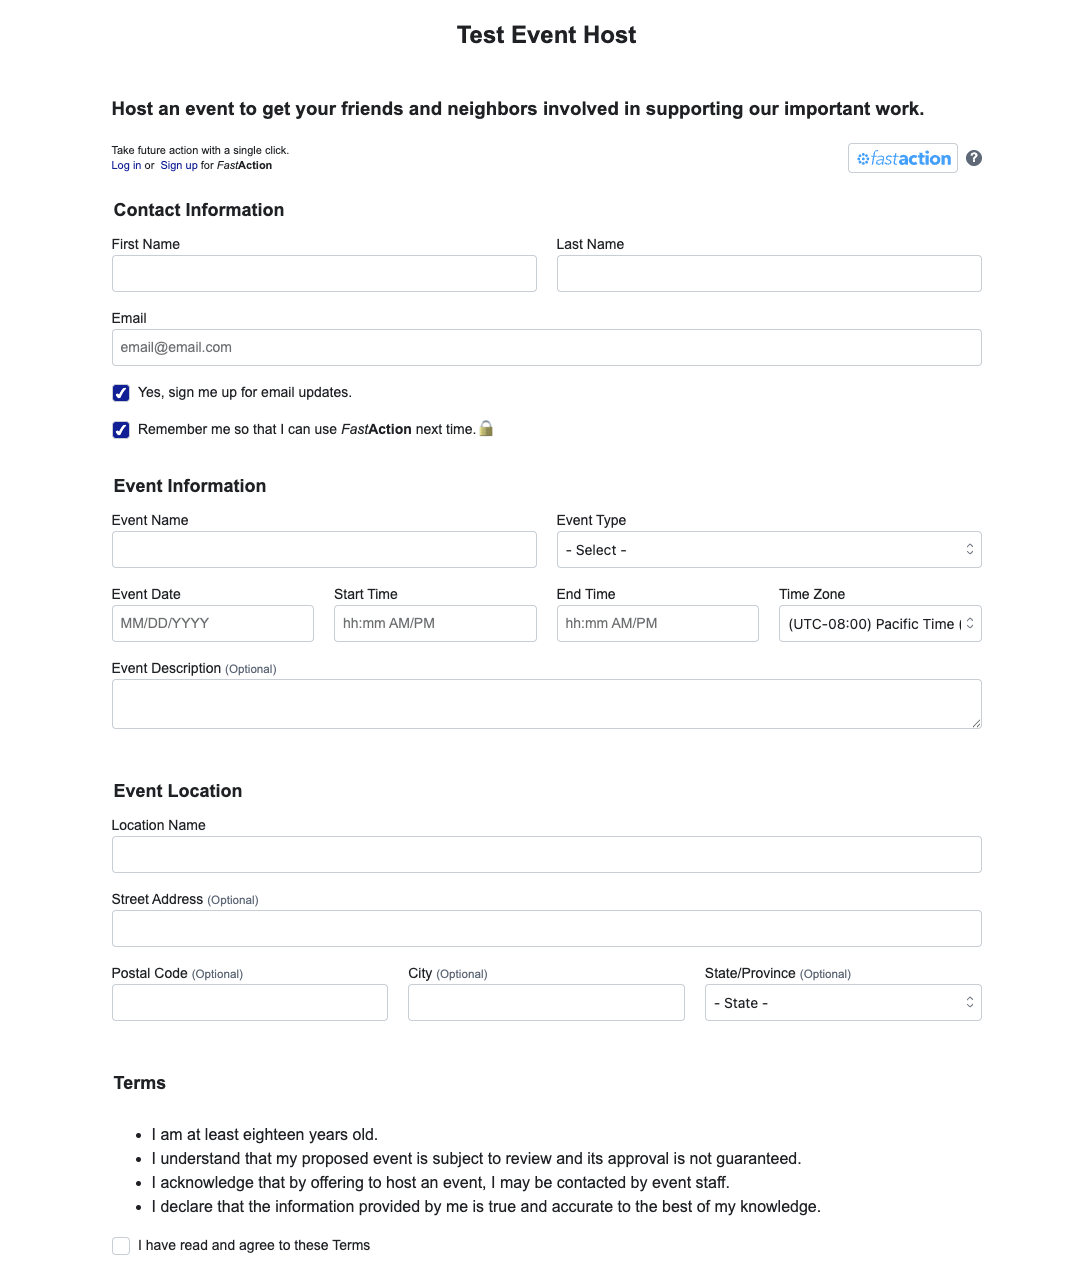 Test Event Host
Host an event to get your friends and neighbors involved in supporting our important work.
Take future action with a single click.
Log in or Sign up for FastAction
fastaction
?
Contact Information
First Name
Last Name
Email
email@email.com
Yes, sign me up for email updates.
Remember me so that I can use FastAction next time.
Event Information
Event Name
Event Type
- Select -
Event Date
Start Time
End Time
Time Zone
MM/DD/YYYY
hh:mm AM/PM
hh:mm AM/PM
(UTC-08:00) Pacific Time (
Event Description (Optional)
Event Location
Location Name
Street Address (Optional)
Postal Code (Optional)
City (Optional)
State/Province (Optional)
- State -
Terms
• I am at least eighteen years old.
• I understand that my proposed event is subject to review and its approval is not guaranteed.
• I acknowledge that by offering to host an event, I may be contacted by event staff.
• I declare that the information provided by me is true and accurate to the best of my knowledge.
I have read and agree to these Terms